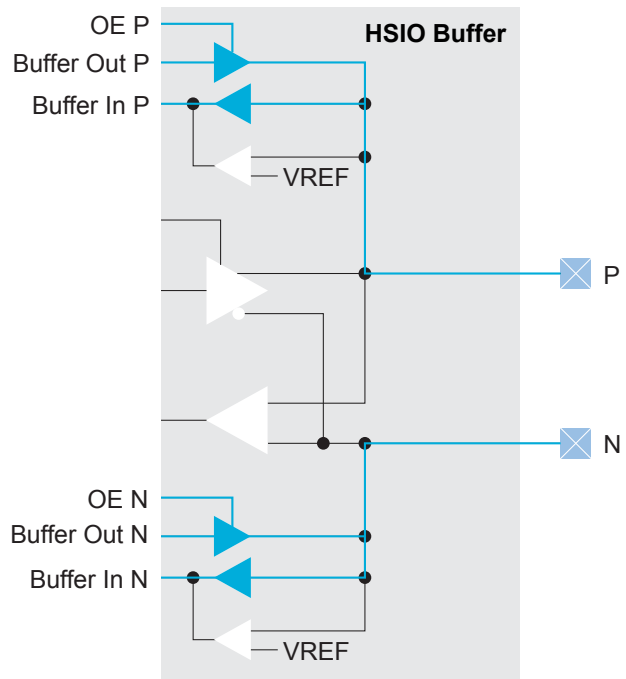 OE P
HSIO Buffer
Buffer Out P
Buffer In P
VREF
P
N
OE N
Buffer Out N
Buffer In N
VREF